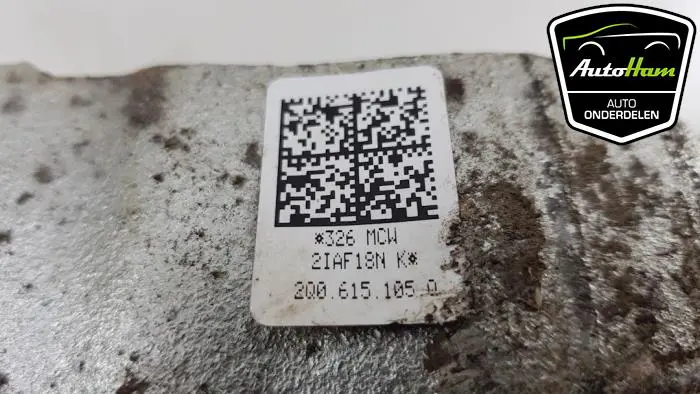 AutoHam
AUTO
ONDERDELEN
*326 MCW
2IAF18N K*
2Q0.615.105.Q